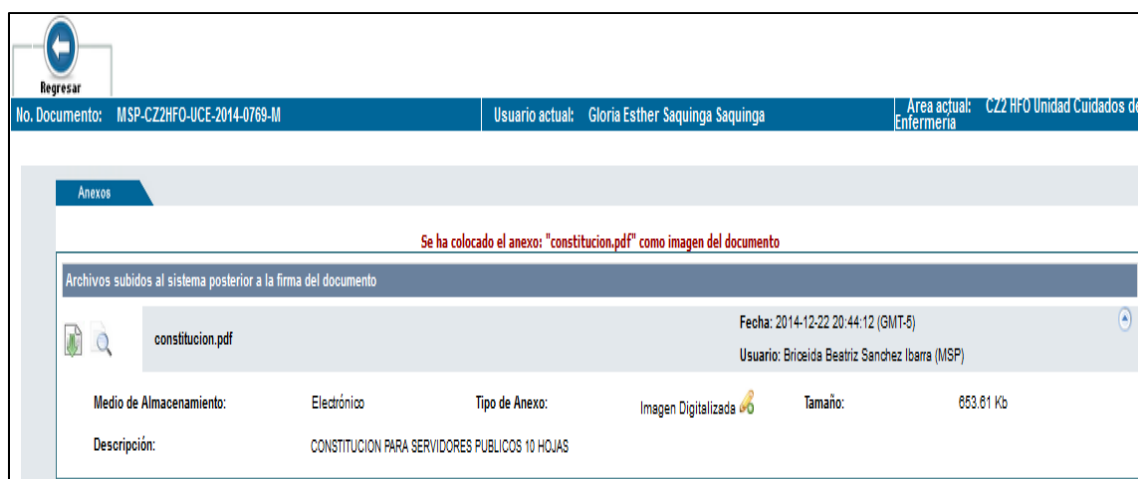 Regresar
No. Documento: MSP-CZ2HFO-UCE-2014-0769-M Usuario actual: Gloria Esther Saquinga Saquinga Area actual: CZ2 HFO Unidad Cuidados de
Enfermería
Anexos
Se ha colocado el anexo: "constitucion.pdf" como imagen del documento
Archivos subidos al sistema posterior a la firma del documento
constitucion.pdf
Fecha: 2014-12-22 20:44:12 (GMT-5)
Usuario: Briceida Beatriz Sanchez Ibarra (MSP)
Medio de Almacenamiento: Electrónico Tipo de Anexo: Imagen Digitalizada Tamaño: 653.61 Kb
Descripción: CONSTITUCION PARA SERVIDORES PUBLICOS 10 HOJAS